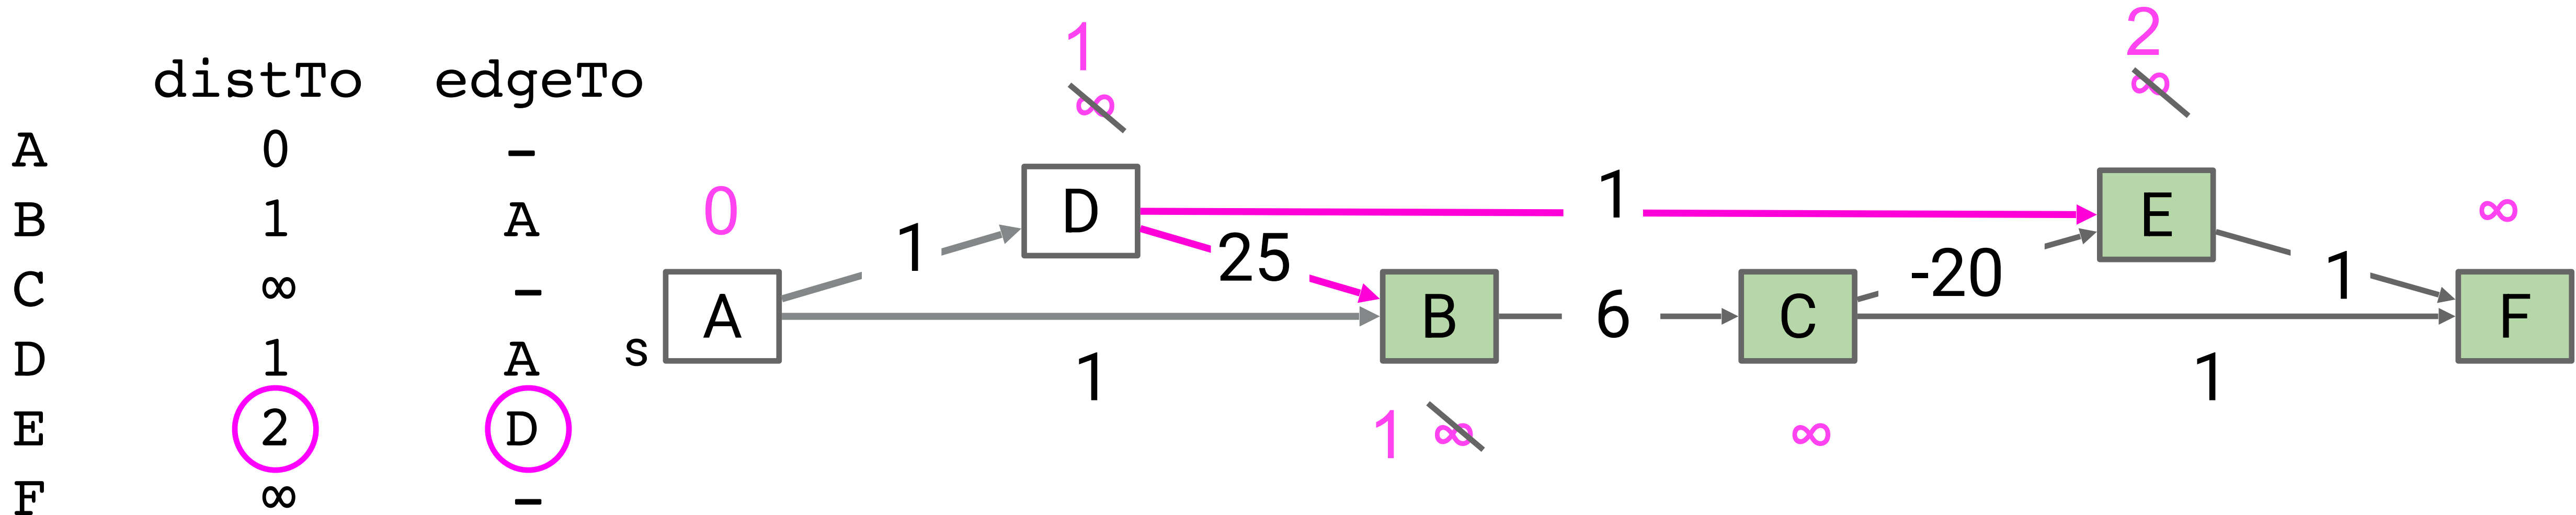 distTo edgeTo
A 0 –
B 1 A
C ∞ –
D 1 A
E 2 D
F ∞ –
1
∞
2
∞
0
D
1
E
∞
1
25
-20
1
s
A
B
6
C
F
1
1
1 ∞
∞